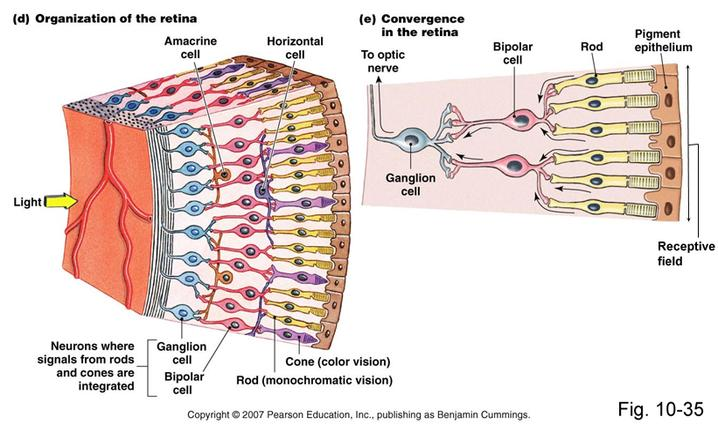 (d) Organization of the retina
Amacrine
cell
Horizontal
cell
Light
Neurons where
signals from rods
and cones are
integrated
Ganglion
cell
Bipolar
cell
Cone (color vision)
Rod (monochromatic vision)
(e) Convergence
in the retina
To optic
nerve
Bipolar
cell
Rod
Pigment
epithelium
Ganglion
cell
Receptive
field
Copyright © 2007 Pearson Education, Inc., publishing as Benjamin Cummings.
Fig. 10-35